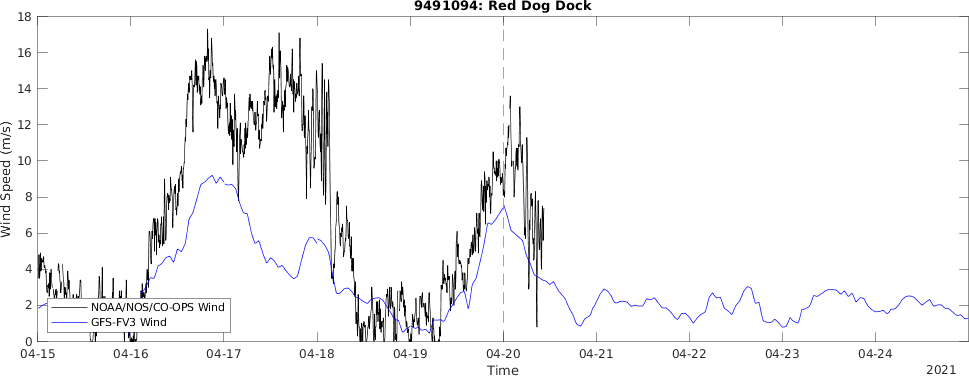 9491094: Red Dog Dock
18
16
14
12
10
8
6
4
2
0
Wind Speed (m/s)
NOAA/NOS/CO-OPS Wind
GFS-FV3 Wind
04-15 04-16 04-17 04-18 04-19 04-20 04-21 04-22 04-23 04-24
Time
2021